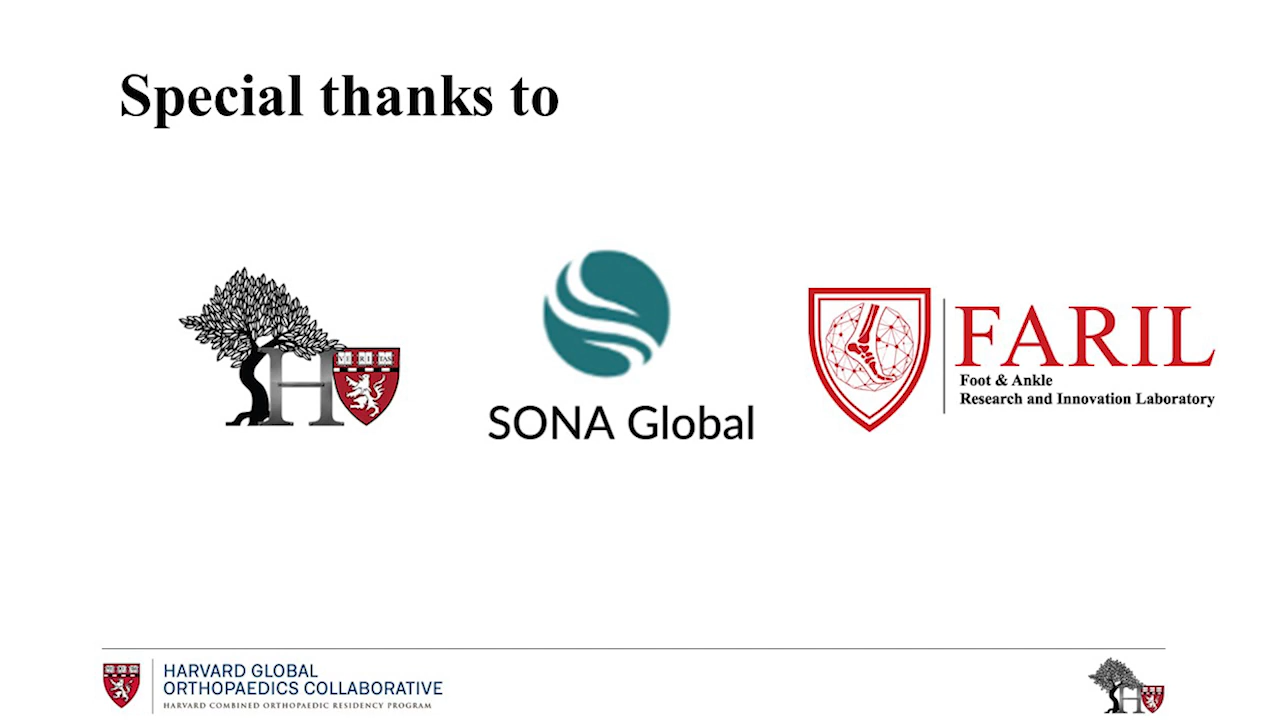 Special thanks to
H
VE RI TAS
SONA Global
FARIL
Foot & Ankle
Research and Innovation Laboratory
HARVARD GLOBAL
ORTHOPAEDICS COLLABORATIVE
HARVARD COMBINED ORTHOPAEDIC RESIDENCY PROGRAM
H